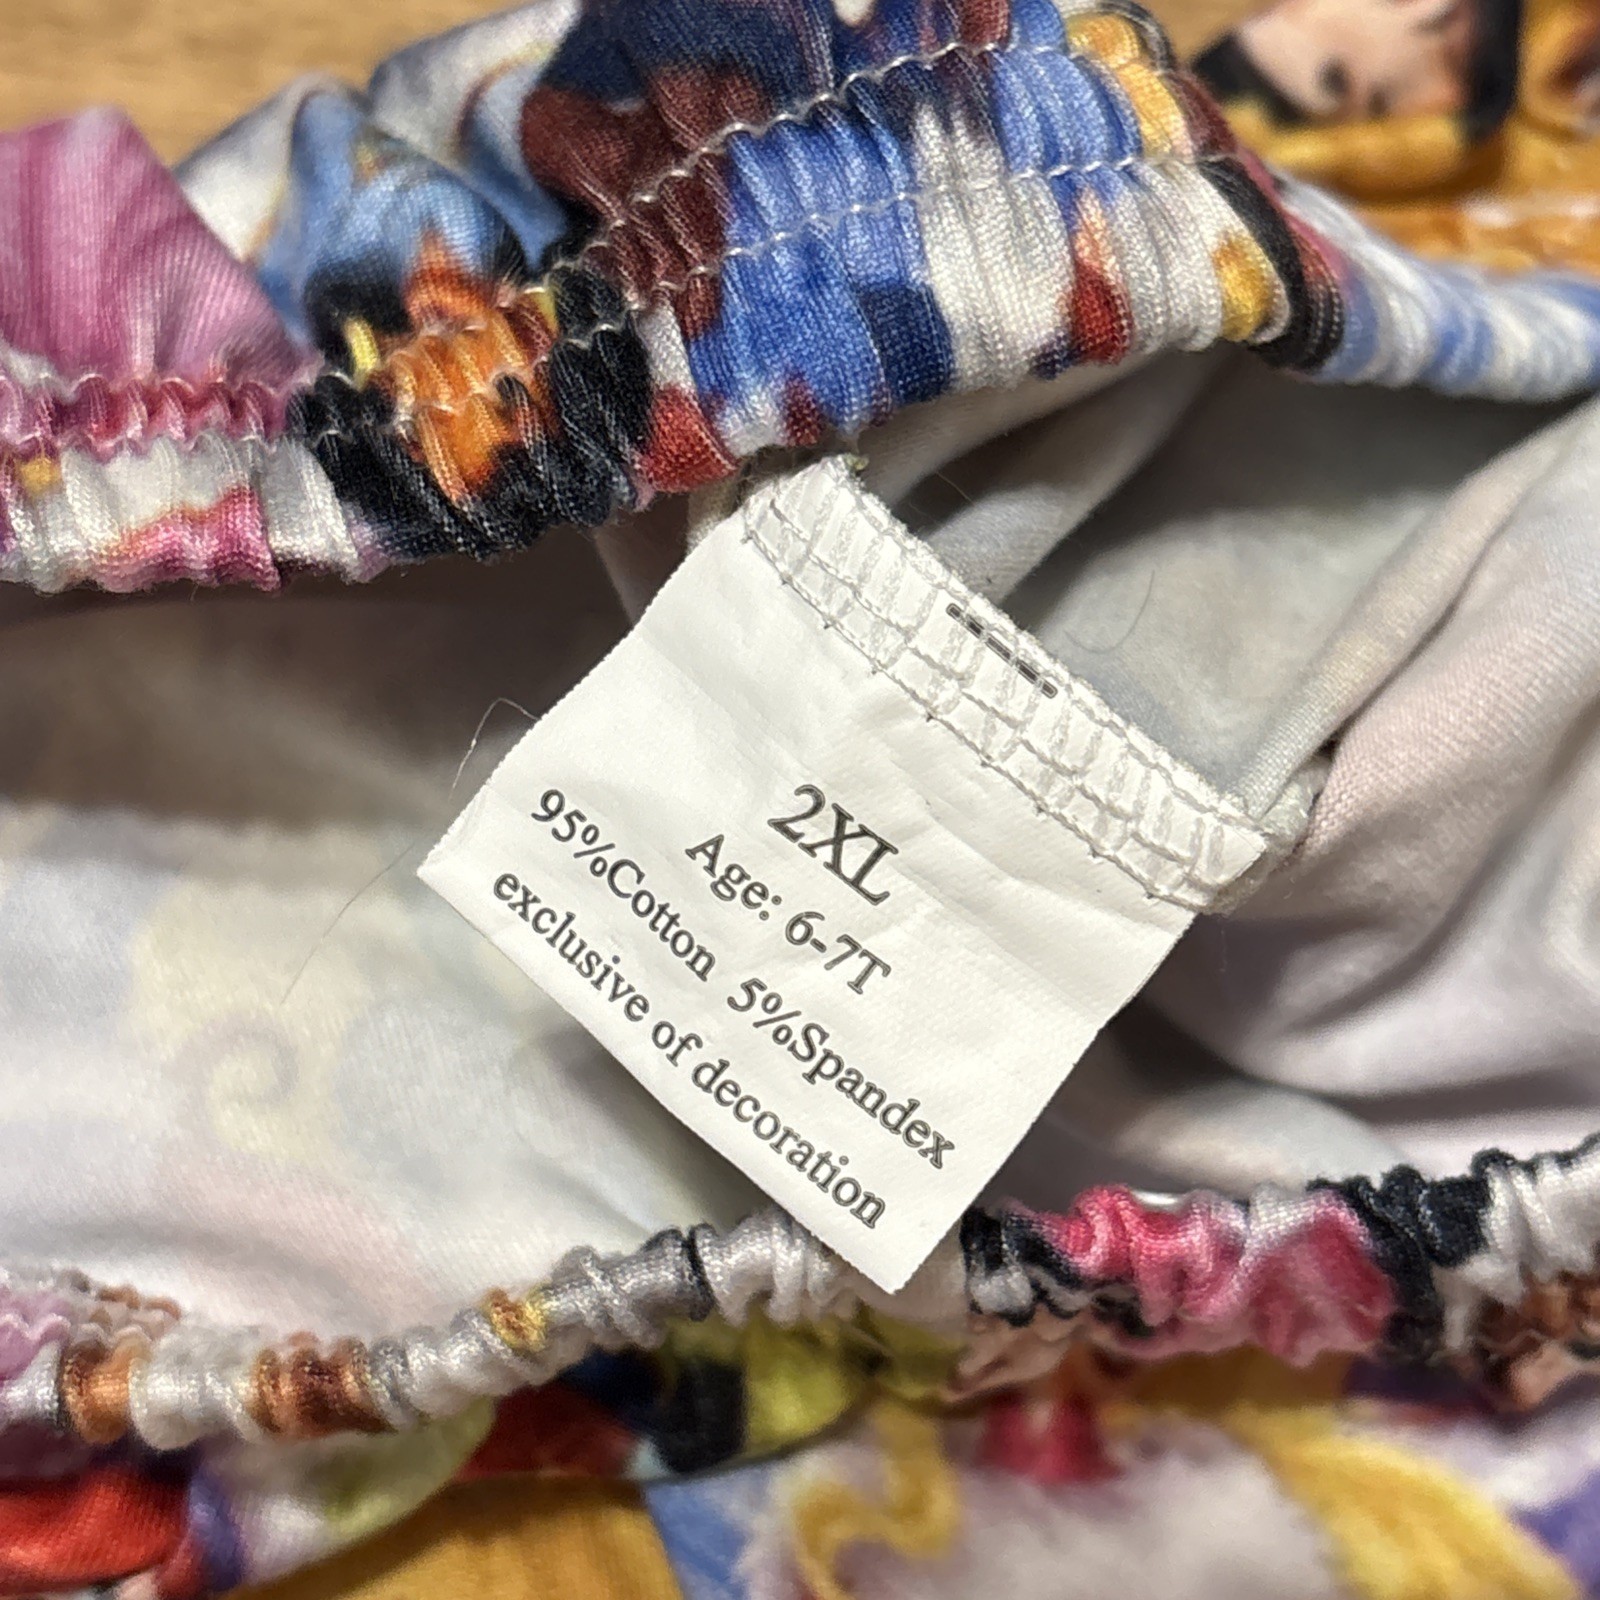 2XL
Age: 6-7T
95%Cotton 5%Spandex
exclusive of decoration